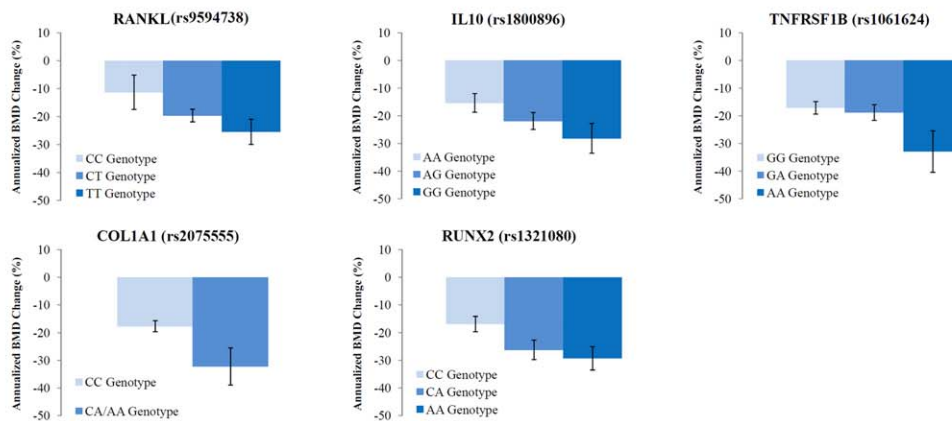 RANKL(rs9594738)
Annualized BMD Change (%)
10
0
-10
-20
-30
-40
-50
CC Genotype
CT Genotype
TT Genotype
IL10 (rs1800896)
Annualized BMD Change (%)
10
0
-10
-20
-30
-40
-50
AA Genotype
AG Genotype
GG Genotype
TNFRSF1B (rs1061624)
Annualized BMD Change (%)
10
0
-10
-20
-30
-40
-50
GG Genotype
GA Genotype
AA Genotype
COL1A1 (rs2075555)
Annualized BMD Change (%)
10
0
-10
-20
-30
-40
-50
CC Genotype
CA/AA Genotype
RUNX2 (rs1321080)
Annualized BMD Change (%)
10
0
-10
-20
-30
-40
-50
CC Genotype
CA Genotype
AA Genotype